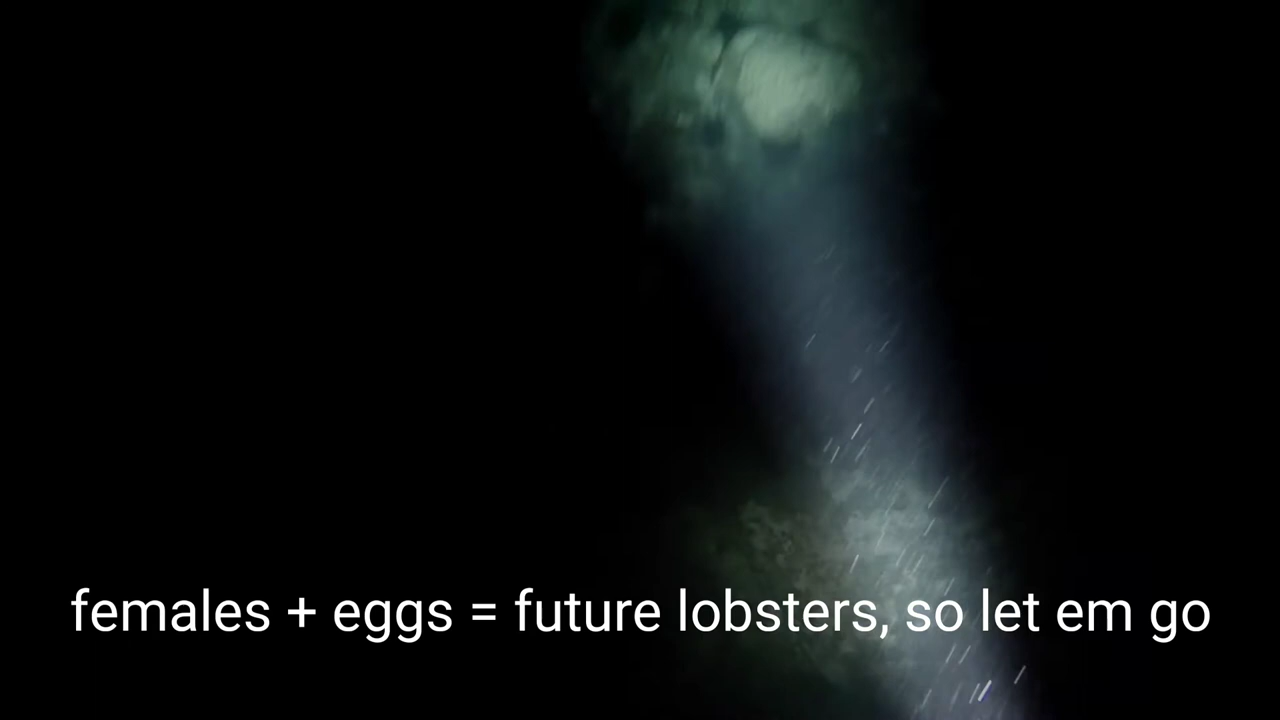 females + eggs = future lobsters, so let em go